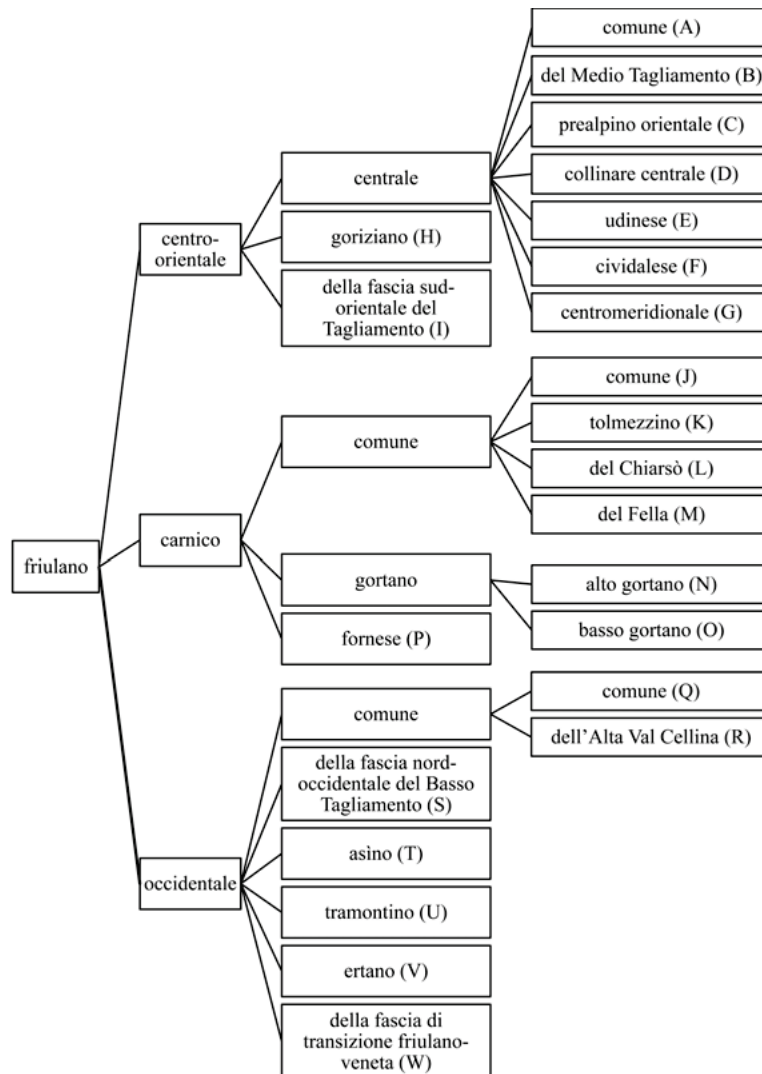 comune (A)
del Medio Tagliamento (B)
prealpino orientale (C)
centrale
collinare centrale (D)
udinese (E)
centro-
orientale
goriziano (H)
cividalese (F)
della fascia sud-
orientale del
Tagliamento (I)
centromeridionale (G)
comune (J)
comune
tolmezzino (K)
del Chiarsò (L)
del Fella (M)
friulano
carnico
gortano
alto gortano (N)
fornese (P)
basso gortano (O)
comune
comune (Q)
dell'Alta Val Cellina (R)
della fascia nord-
occidentale del Basso
Tagliamento (S)
asìno (T)
occidentale
tramontino (U)
ertano (V)
della fascia di
transizione friulano-
veneta (W)